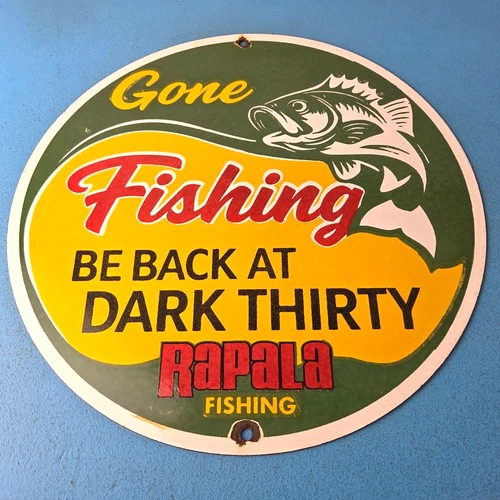 Gone
Fishing
BE BACK AT
DARK THIRTY
RAPALA
FISHING